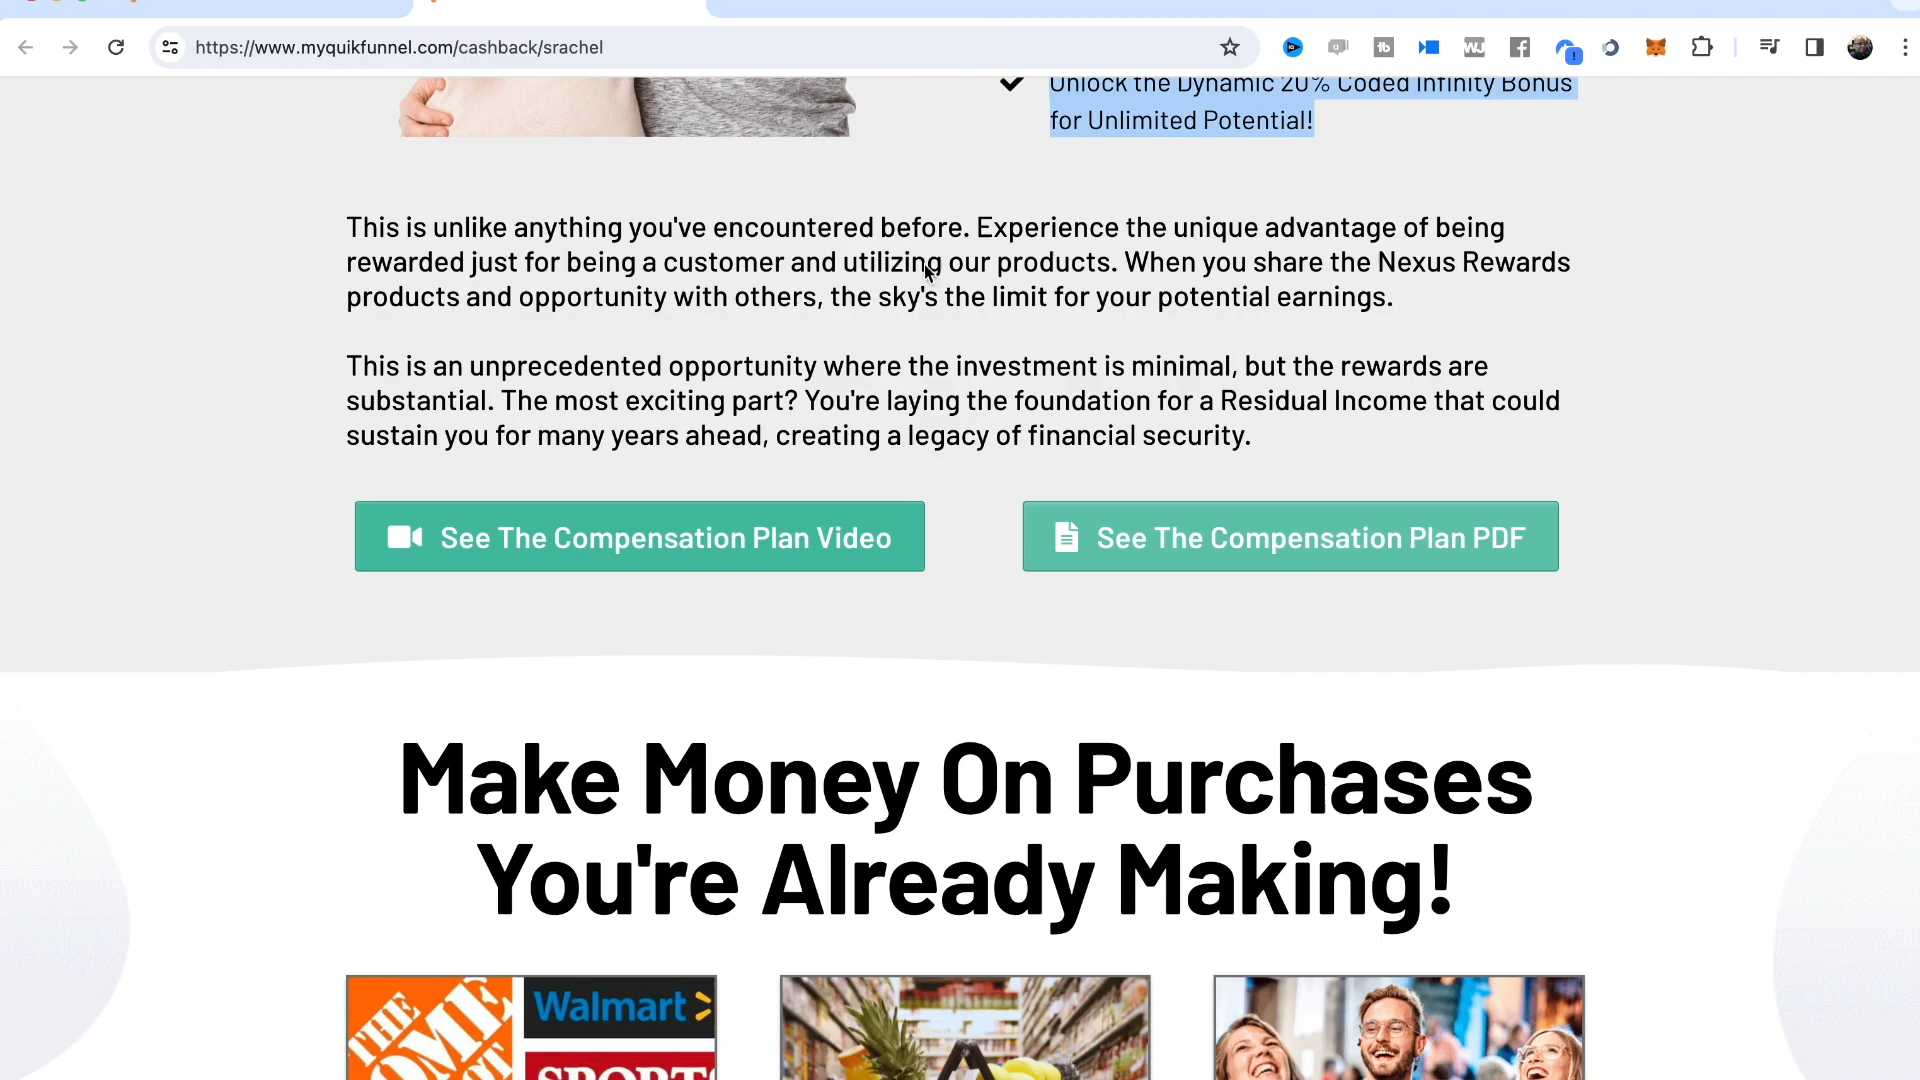 https://www.myquikfunnel.com/cashback/srachel
Unlock the Dynamic 20% Coded Infinity Bonus
for Unlimited Potential!
This is unlike anything you've encountered before. Experience the unique advantage of being
rewarded just for being a customer and utilizing our products. When you share the Nexus Rewards
products and opportunity with others, the sky's the limit for your potential earnings.
This is an unprecedented opportunity where the investment is minimal, but the rewards are
substantial. The most exciting part? You're laying the foundation for a Residual Income that could
sustain you for many years ahead, creating a legacy of financial security.
See The Compensation Plan Video
See The Compensation Plan PDF
Make Money On Purchases
You're Already Making!
THE
HOME
Walmart
SPORTS